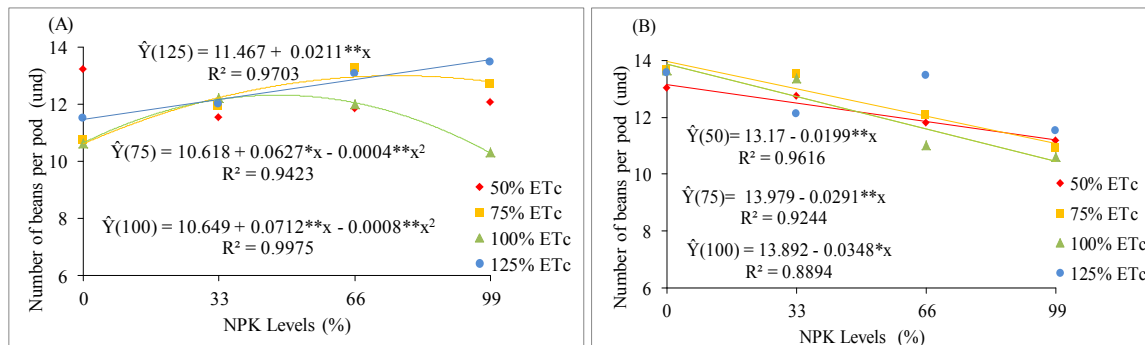 (A)
Number of beans per pod (und)
14
12
10
8
6
0
33
66
99
NPK Levels (%)
Ŷ(125) = 11.467 + 0.0211**x
R² = 0.9703
Ŷ(75) = 10.618 + 0.0627*x - 0.0004**x²
R² = 0.9423
Ŷ(100) = 10.649 + 0.0712**x - 0.0008**x²
R² = 0.9975
50% ETc
75% ETc
100% ETc
125% ETc
(B)
Number of beans per pod (und)
14
12
10
8
6
0
33
66
99
NPK Levels (%)
Ŷ(50)= 13.17 - 0.0199**x
R² = 0.9616
Ŷ(75)= 13.979 - 0.0291**x
R² = 0.9244
Ŷ(100) = 13.892 - 0.0348*x
R² = 0.8894
50% ETc
75% ETc
100% ETc
125% ETc